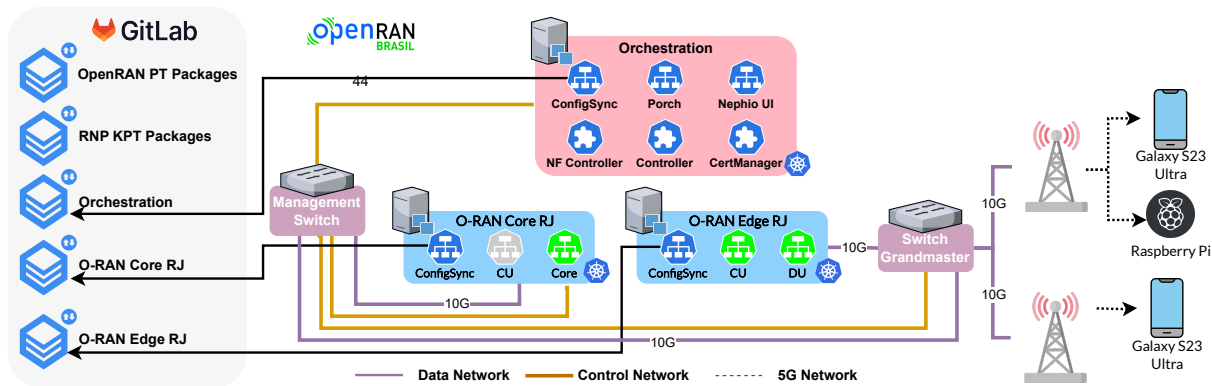 GitLab
OpenRAN PT Packages
RNP KPT Packages
Orchestration
O-RAN Core RJ
O-RAN Edge RJ
openRAN
BRASIL
44
Orchestration
ConfigSync
Porch
Nephio UI
NF Controller
Controller
CertManager
Management
Switch
O-RAN Core RJ
ConfigSync
CU
Core
10G
O-RAN Edge RJ
ConfigSync
CU
DU
10G
Switch
Grandmaster
10G
10G
10G
Galaxy S23
Ultra
Raspberry Pi
Galaxy S23
Ultra
Data Network
Control Network
5G Network